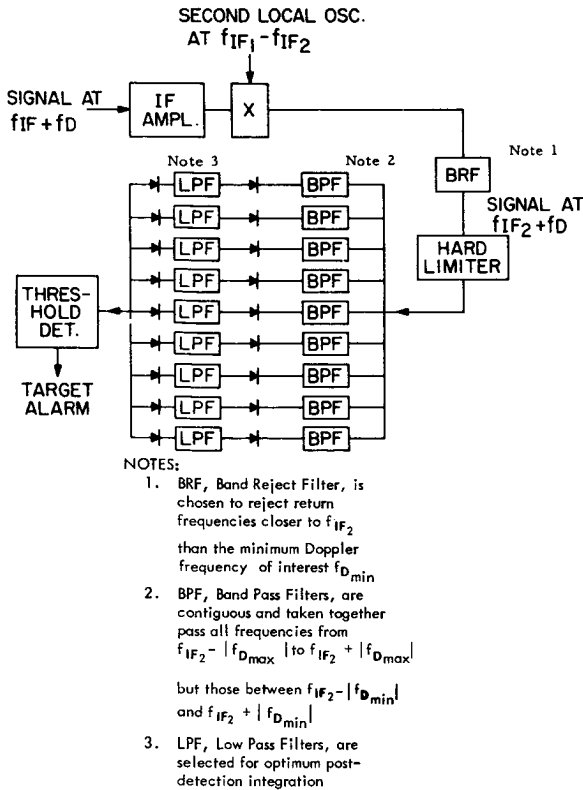 SECOND LOCAL OSC.
AT fIF1-fIF2
SIGNAL AT
fIF+fD
IF
AMPL.
X
Note 3
Note 2
Note 1
BRF
SIGNAL AT
fIF2+fD
HARD
LIMITER
LPF BPF
LPF BPF
LPF BPF
LPF BPF
LPF BPF
LPF BPF
LPF BPF
LPF BPF
LPF BPF
THRES-
HOLD
DET.
TARGET
ALARM
NOTES:
1. BRF, Band Reject Filter, is
chosen to reject return
frequencies closer to fIF2
than the minimum Doppler
frequency of interest fDmin
2. BPF, Band Pass Filters, are
contiguous and taken together
pass all frequencies from
fIF2- |fDmax| to fIF2 + |fDmax|
but those between fIF2-|fDmin|
and fIF2 + |fDmin|
3. LPF, Low Pass Filters, are
selected for optimum post-
detection integration